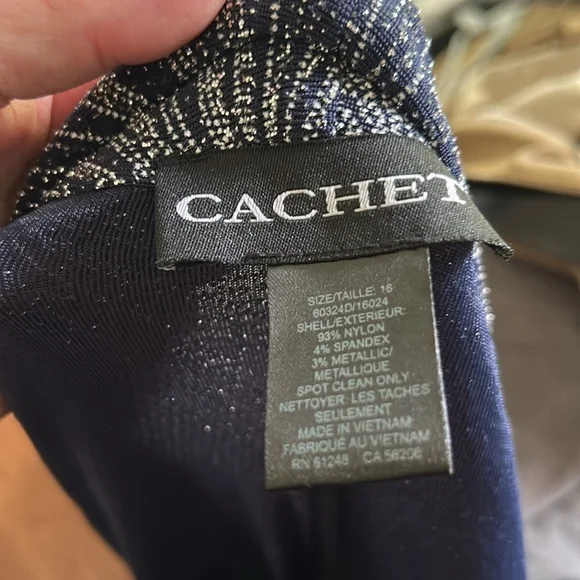 CACHET
SIZE/TAILLE: 16
60324D/16024
SHELL/EXTERIEUR:
93% NYLON
4% SPANDEX
3% METALLIC/
METALLIQUE
SPOT CLEAN ONLY
NETTOYER LES TACHES
SEULEMENT
MADE IN VIETNAM
FABRIQUÉ AU VIETNAM
RN 51248 CA 56206